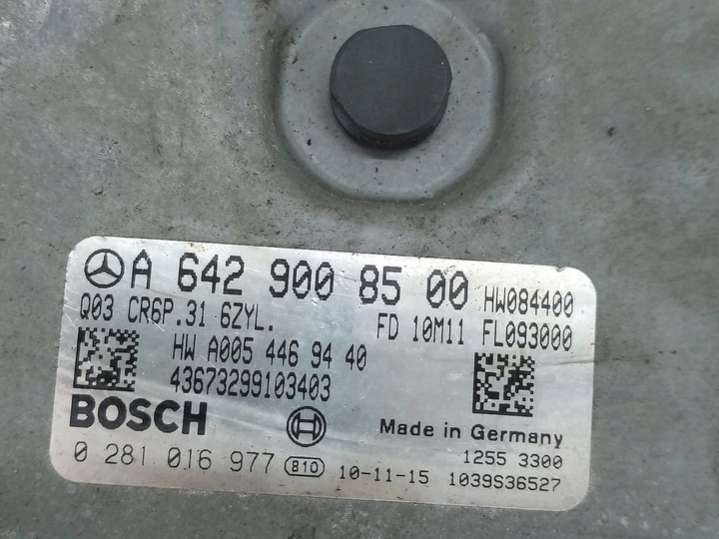 A 642 900 85 00 HW084400
Q03 CR6P.31 6ZYL. FD 10M11 FL093000
HW A005 446 94 40
43673299103403
BOSCH Made in Germany
1255 3300
0 281 016 977 B10 10-11-15 1039S36527